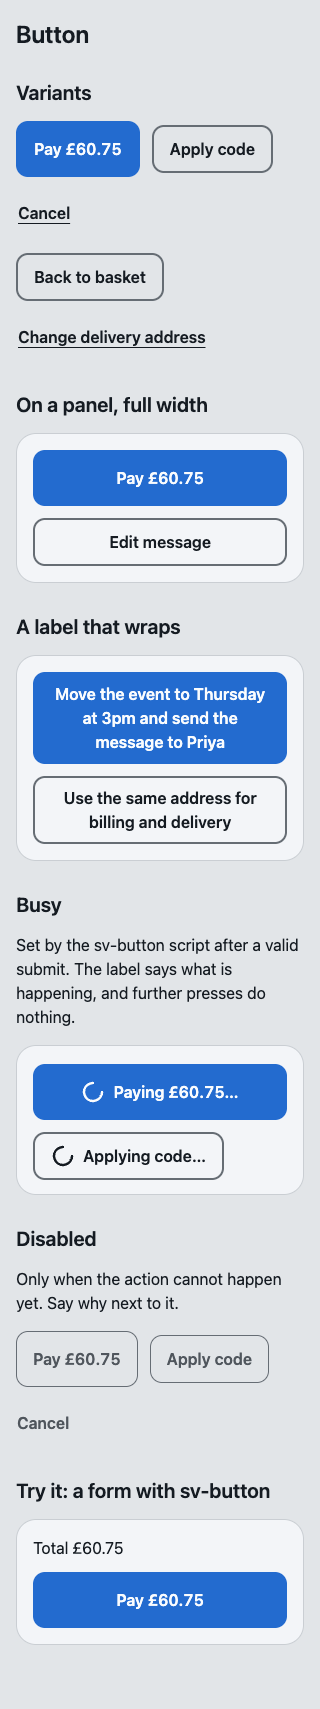 Button
Variants
Pay £60.75
Apply code
Cancel
Back to basket
Change delivery address
On a panel, full width
Pay £60.75
Edit message
A label that wraps
Move the event to Thursday
at 3pm and send the
message to Priya
Use the same address for
billing and delivery
Busy
Set by the sv-button script after a valid
submit. The label says what is
happening, and further presses do
nothing.
Paying £60.75...
Applying code...
Disabled
Only when the action cannot happen
yet. Say why next to it.
Pay £60.75
Apply code
Cancel
Try it: a form with sv-button
Total £60.75
Pay £60.75